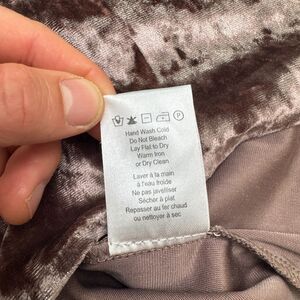 P
Hand Wash Cold
Do Not Bleach
Lay Flat to Dry
Warm Iron
or Dry Clean
Laver à la main
à l'eau froide
Ne pas javelliser
Sécher à plat
Repasser au fer chaud
ou nettoyer à sec